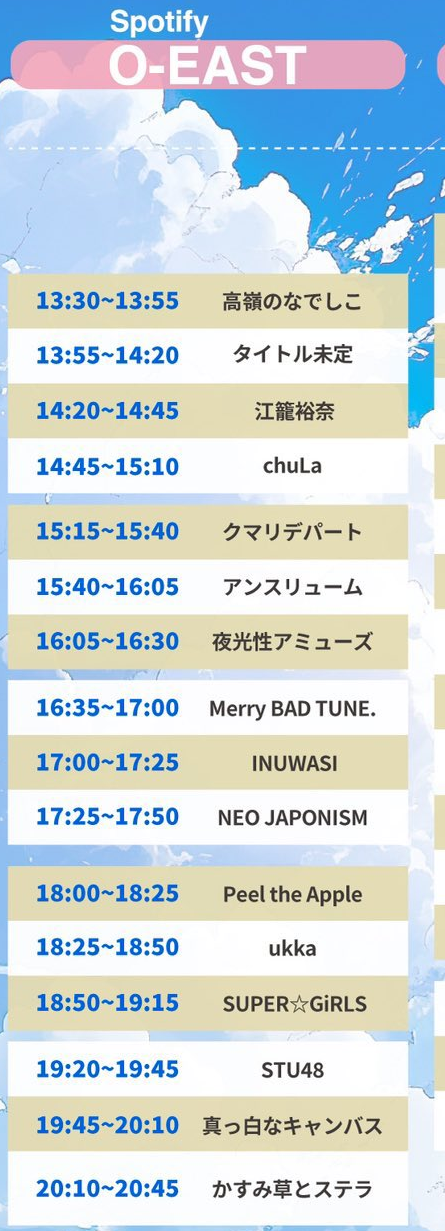 Spotify
O-EAST
13:30~13:55 高嶺のなでしこ
13:55~14:20 タイトル未定
14:20~14:45 江籠裕奈
14:45~15:10 chuLa
15:15~15:40 クマリデパート
15:40~16:05 アンスリューム
16:05~16:30 夜光性アミューズ
16:35~17:00 Merry BAD TUNE.
17:00~17:25 INUWASI
17:25~17:50 NEO JAPONISM
18:00~18:25 Peel the Apple
18:25~18:50 ukka
18:50~19:15 SUPER☆GiRLS
19:20~19:45 STU48
19:45~20:10 真っ白なキャンバス
20:10~20:45 かすみ草とステラ